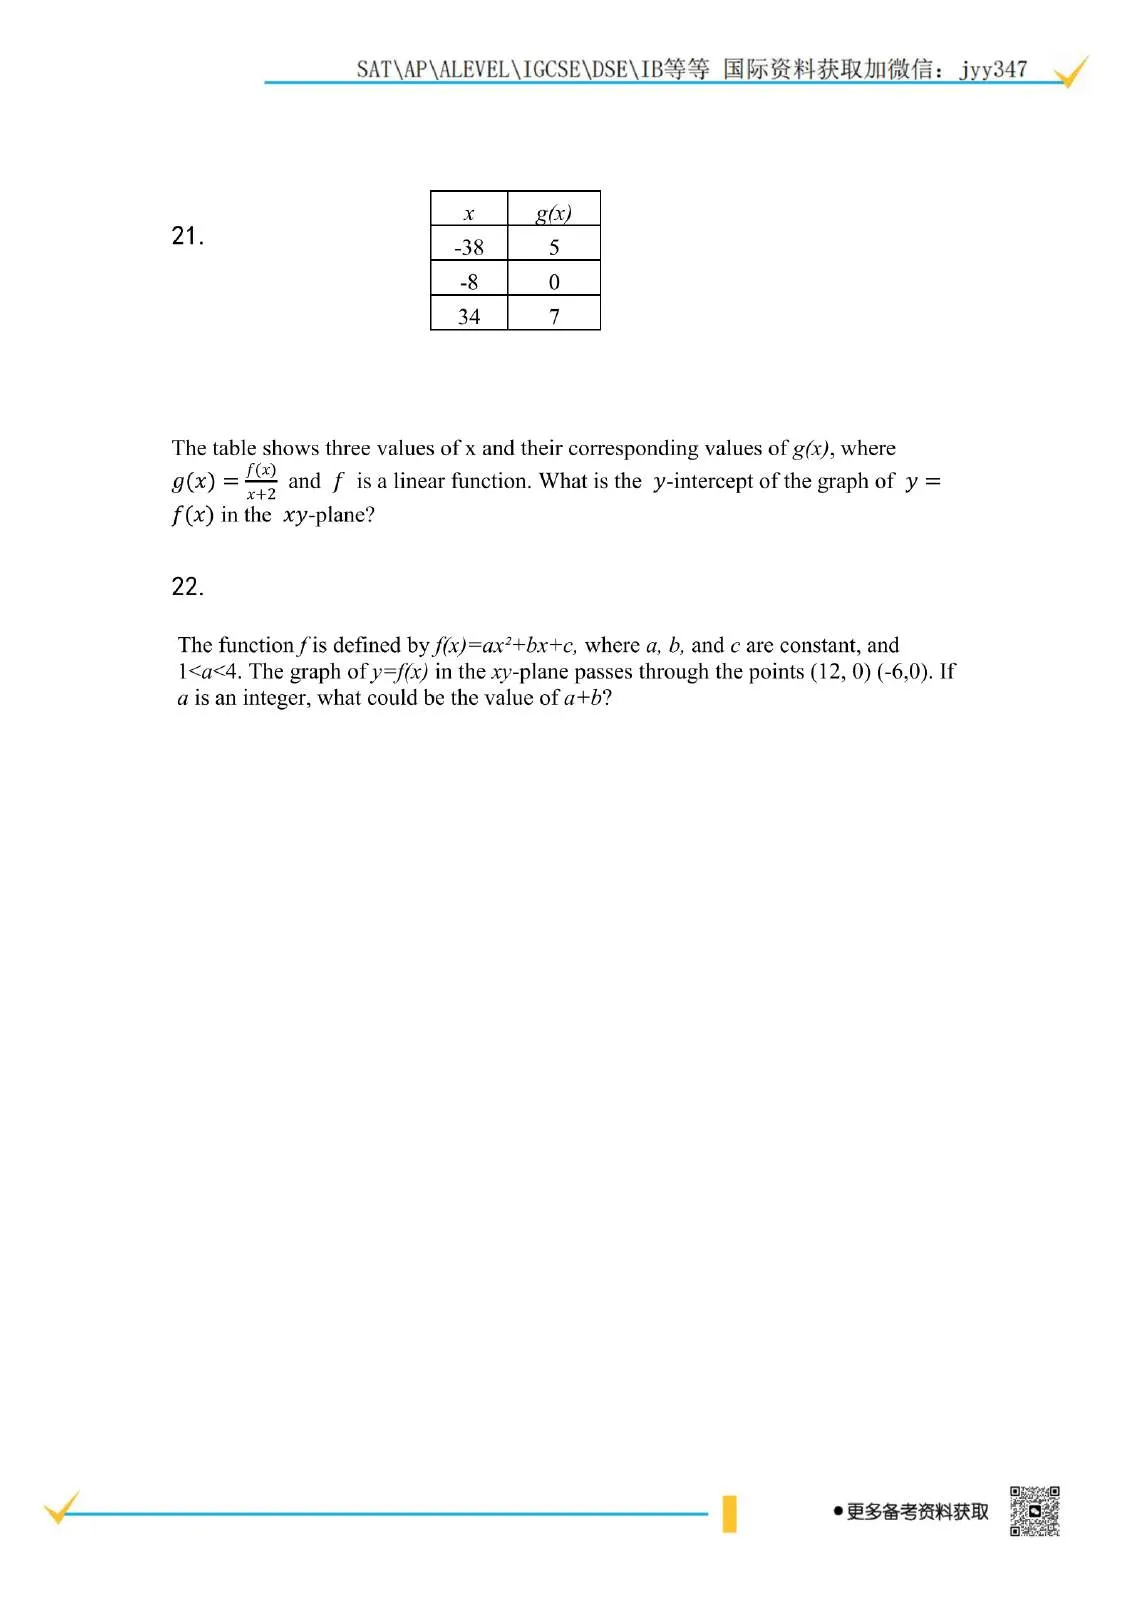 SAT\AP\ALEVEL\IGCSE\DSE\IB等等 国际资料获取加微信: jyy347
21.
x g(x)
-38 5
-8 0
34 7
The table shows three values of x and their corresponding values of g(x), where
g(x) = f(x)/x+2 and f is a linear function. What is the y-intercept of the graph of y =
f(x) in the xy-plane?
22.
The function f is defined by f(x)=ax²+bx+c, where a, b, and c are constant, and
1<a<4. The graph of y=f(x) in the xy-plane passes through the points (12, 0) (-6,0). If
a is an integer, what could be the value of a+b?
●更多备考资料获取